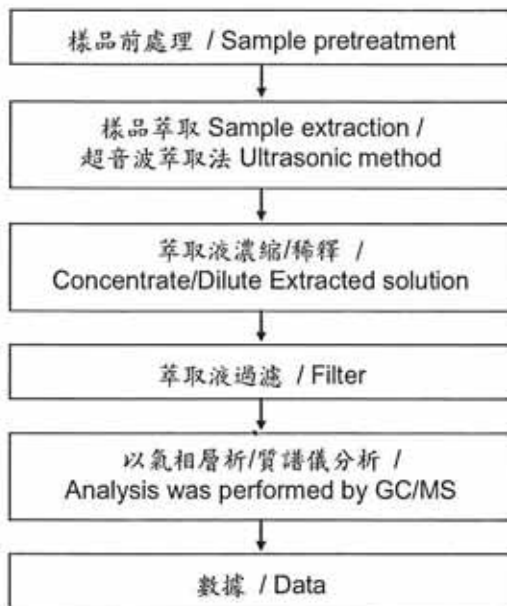 樣品前處理 / Sample pretreatment
樣品萃取 Sample extraction /
超音波萃取法 Ultrasonic method
萃取液濃縮/稀釋 /
Concentrate/Dilute Extracted solution
萃取液過濾 / Filter
以氣相層析/質譜儀分析 /
Analysis was performed by GC/MS
數據 / Data